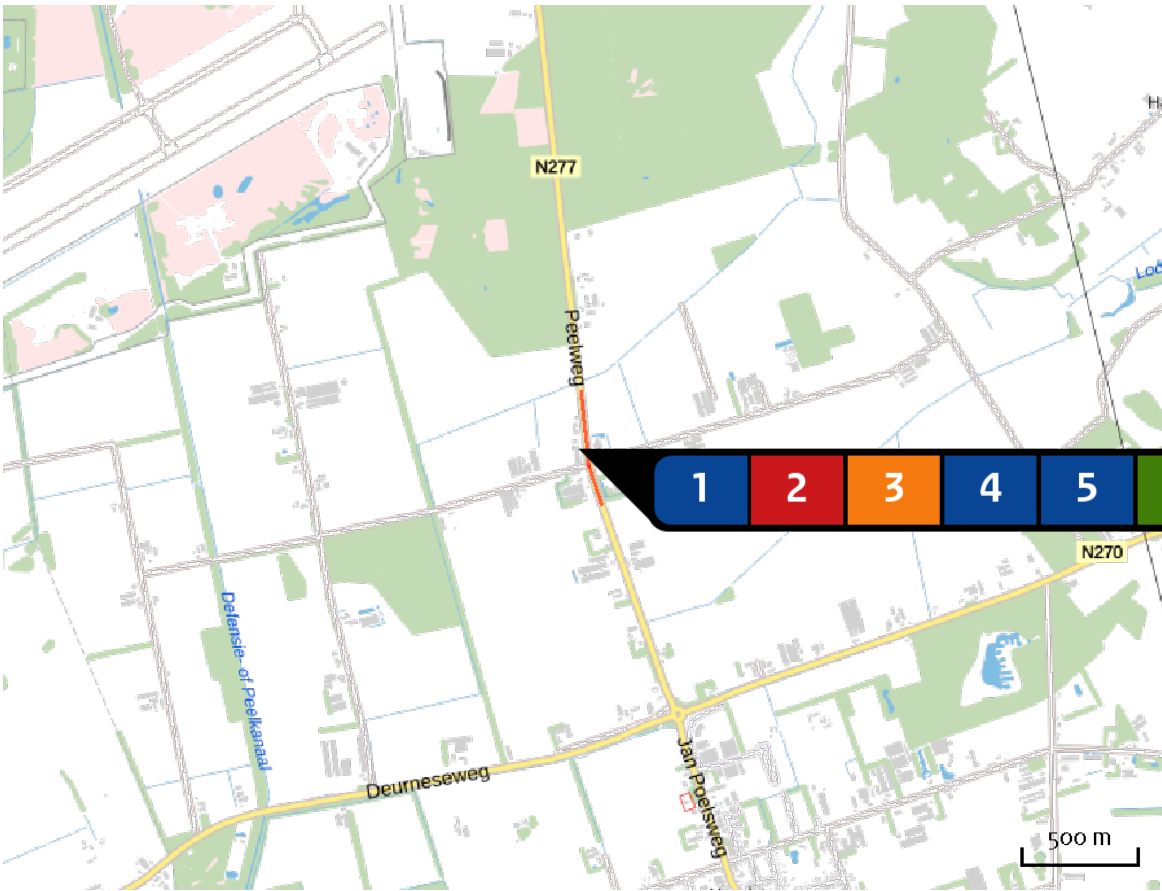 N277
Peelweg
1 2 3 4 5
N270
Defensie- of Peelkanaal
Deurneseweg
Jan Poelsweg
500 m